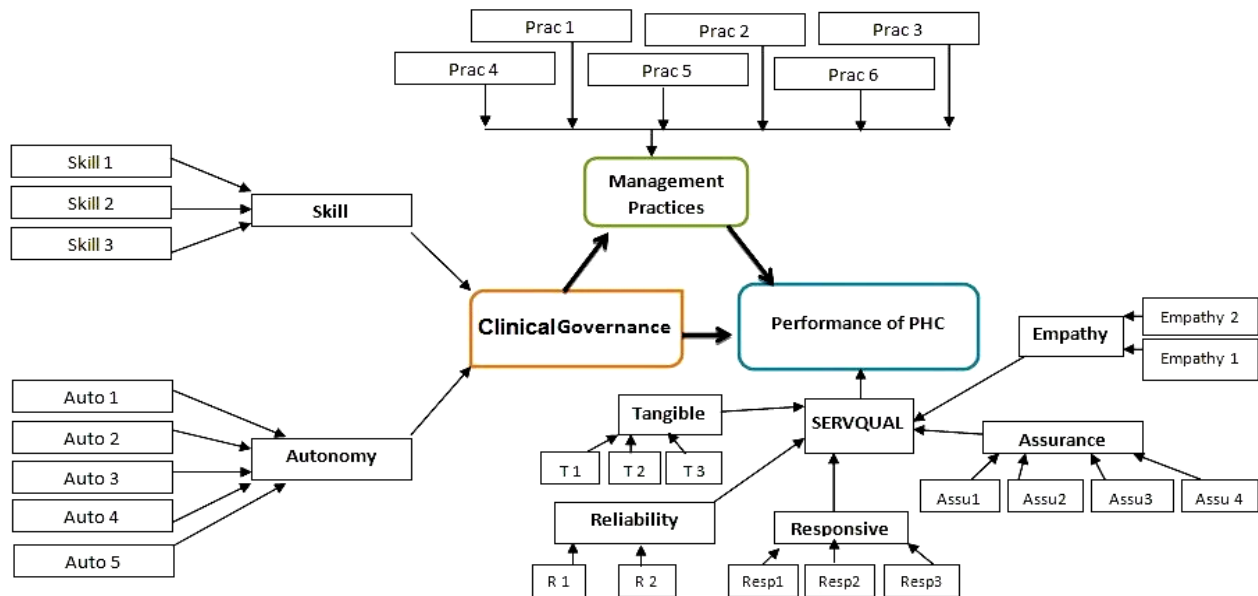 Prac 1
Prac 2
Prac 3
Prac 4
Prac 5
Prac 6
Skill 1
Skill 2
Skill 3
Skill
Management
Practices
Clinical Governance
Performance of PHC
Empathy
Empathy 2
Empathy 1
Auto 1
Auto 2
Auto 3
Auto 4
Auto 5
Autonomy
Tangible
T 1
T 2
T 3
SERVQUAL
Assurance
Assu1
Assu2
Assu3
Assu 4
Reliability
R 1
R 2
Responsive
Resp1
Resp2
Resp3